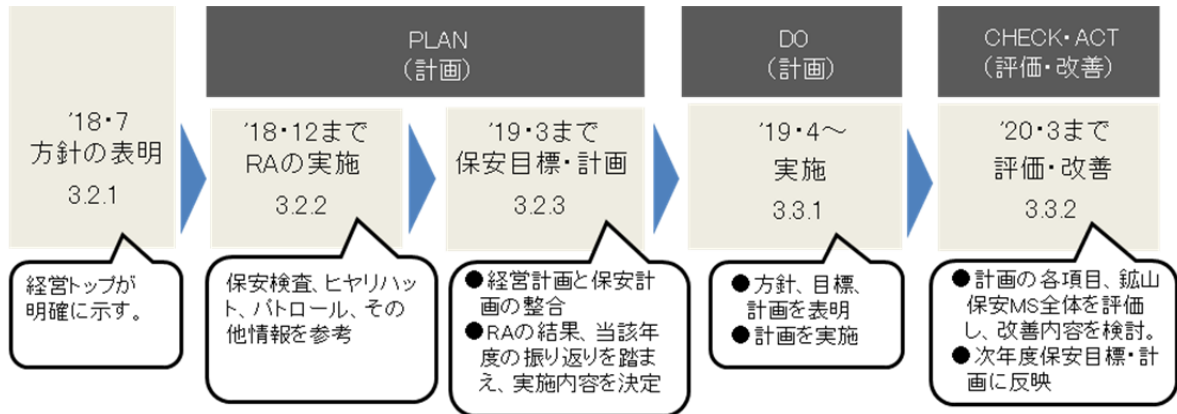 PLAN
(計画)
DO
(計画)
CHECK・ACT
(評価・改善)
'18・7
方針の表明
3.2.1
'18・12まで
RAの実施
3.2.2
'19・3まで
保安目標・計画
3.2.3
'19・4～
実施
3.3.1
'20・3まで
評価・改善
3.3.2
経営トップが
明確に示す。
保安検査、ヒヤリハッ
ト、パトロール、その
他情報を参考
●経営計画と保安計
画の整合
●RAの結果、当該年
度の振り返りを踏ま
え、実施内容を決定
●方針、目標、
計画を表明
●計画を実施
●計画の各項目、鉱山
保安MS全体を評価
し、改善内容を検討。
●次年度保安目標・計
画に反映